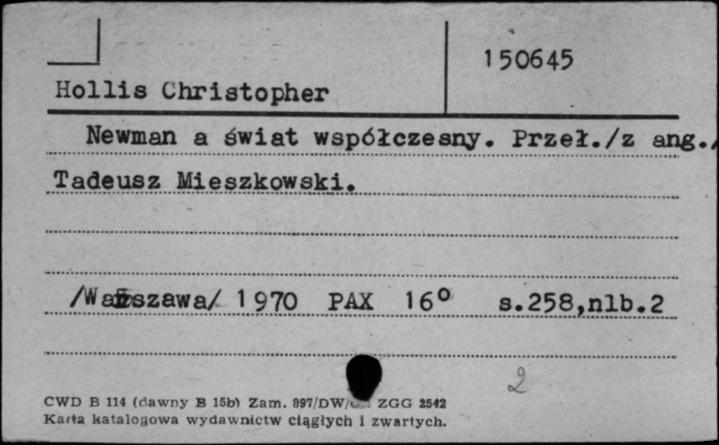 150645
Hollis Christopher
Newman a świat współczesny. Przeł./z ang./
Tadeusz Mieszkowski.
/Warszawa/ 1970 PAX 16° s.258,nlb.2
2
CWD B 114 (dawny B 15b) Zam. 897/DW/ ZGG 2542
Karta katalogowa wydawnictw ciągłych i zwartych.